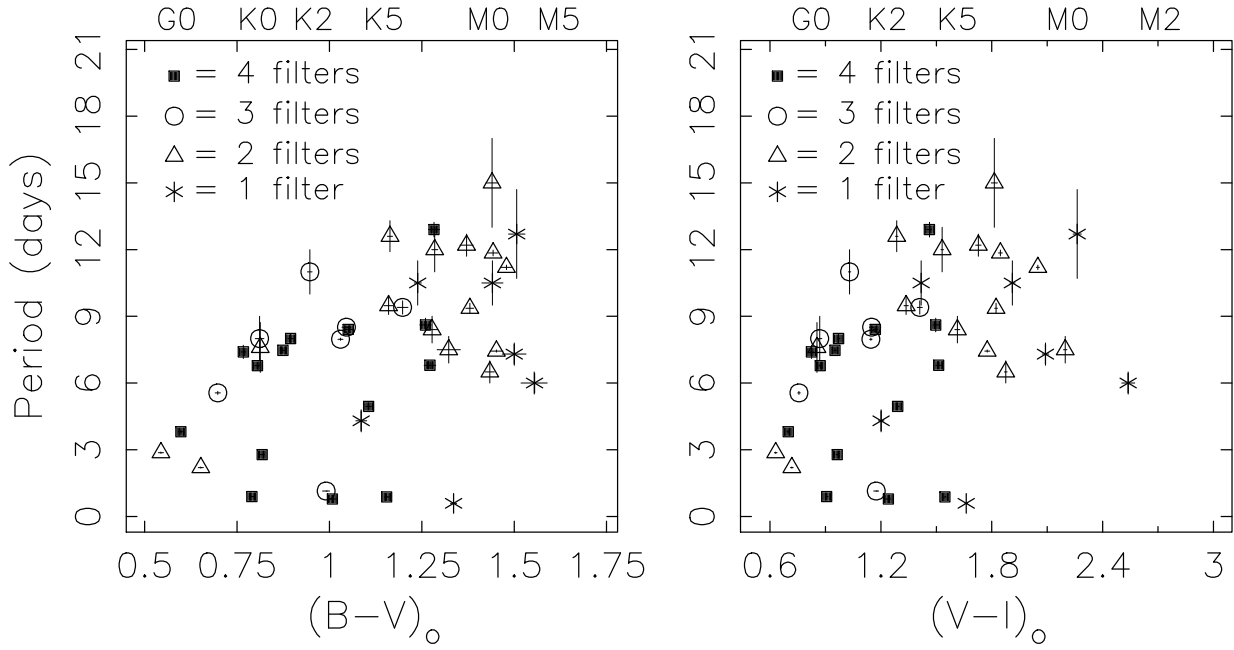 G0 K0 K2 K5 M0 M5
21
18
15
12
9
6
3
0
Period (days)
= 4 filters
= 3 filters
= 2 filters
= 1 filter
0.5 0.75 1 1.25 1.5 1.75
(B−V)o
G0 K2 K5 M0 M2
21
18
15
12
9
6
3
0
= 4 filters
= 3 filters
= 2 filters
= 1 filter
0.6 1.2 1.8 2.4 3
(V−I)o